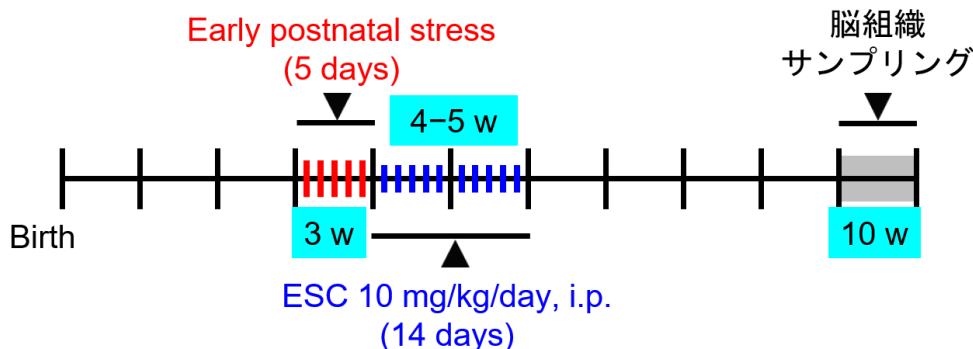 Early postnatal stress
(5 days)
脳組織
サンプリング
4−5 w
Birth
3 w
10 w
ESC 10 mg/kg/day, i.p.
(14 days)